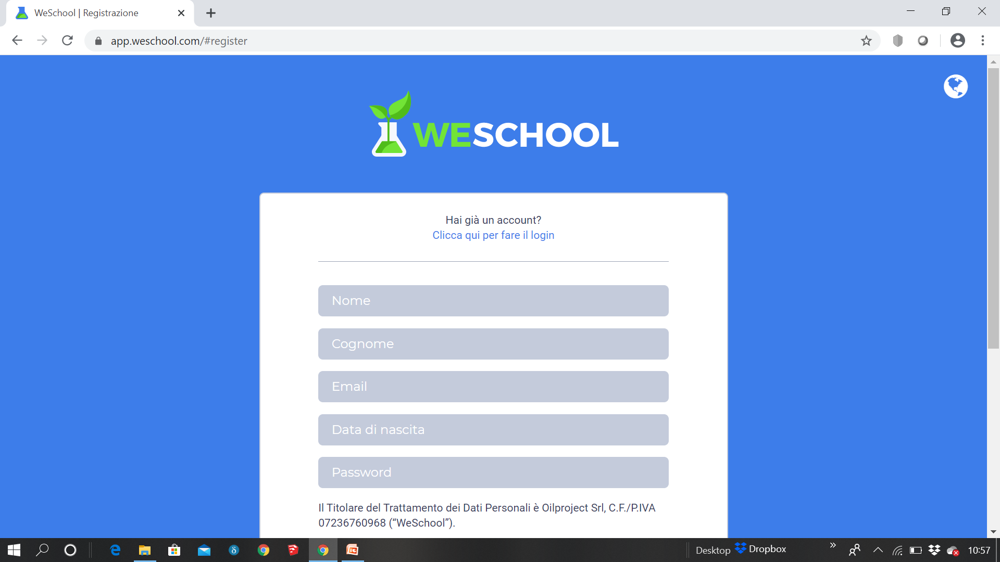 WeSchool | Registrazione
app.weschool.com/#register
WESCHOOL
Hai già un account?
Clicca qui per fare il login
Nome
Cognome
Email
Data di nascita
Password
Il Titolare del Trattamento dei Dati Personali è Oilproject Srl, C.F./P.IVA
07236760968 (“WeSchool”).
Desktop
Dropbox
10:57